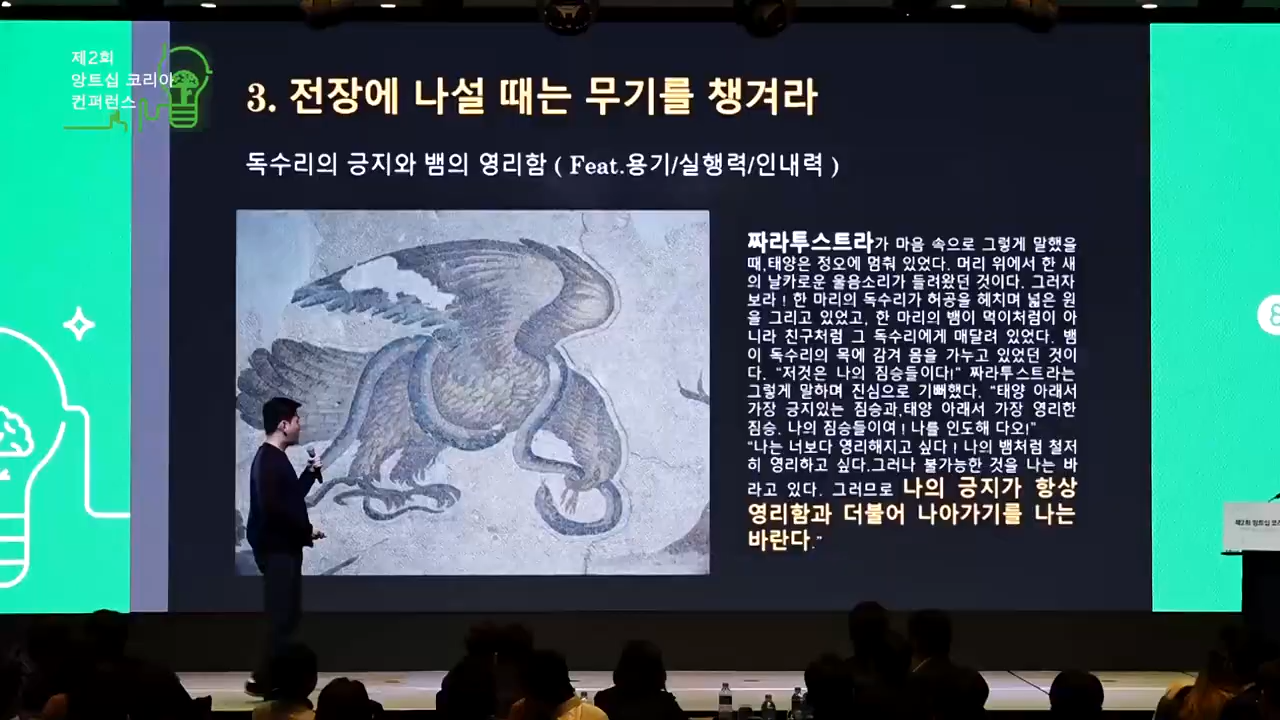 제2회
앙트십 코리아
컨퍼런스
3. 전장에 나설 때는 무기를 챙겨라
독수리의 긍지와 뱀의 영리함 ( Feat.용기/실행력/인내력 )
짜라투스트라가 마음 속으로 그렇게 말했을
때,태양은 정오에 멈춰 있었다. 머리 위에서 한 새
의 날카로운 울음소리가 들려왔던 것이다. 그러자
보라 ! 한 마리의 독수리가 허공을 헤치며 넓은 원
을 그리고 있었고, 한 마리의 뱀이 먹이처럼이 아
니라 친구처럼 그 독수리에게 매달려 있었다. 뱀
이 독수리의 목에 감겨 몸을 가누고 있었던 것이
다. “저것은 나의 짐승들이다!“ 짜라투스트라는
그렇게 말하며 진심으로 기뻐했다. “태양 아래서
가장 긍지있는 짐승과,태양 아래서 가장 영리한
짐승. 나의 짐승들이여 ! 나를 인도해 다오!”
“나는 너보다 영리해지고 싶다 ! 나의 뱀처럼 철저
히 영리하고 싶다.그러나 불가능한 것을 나는 바
라고 있다. 그러므로 나의 긍지가 항상
영리함과 더불어 나아가기를 나는
바란다.”
제2회 앙트십 코